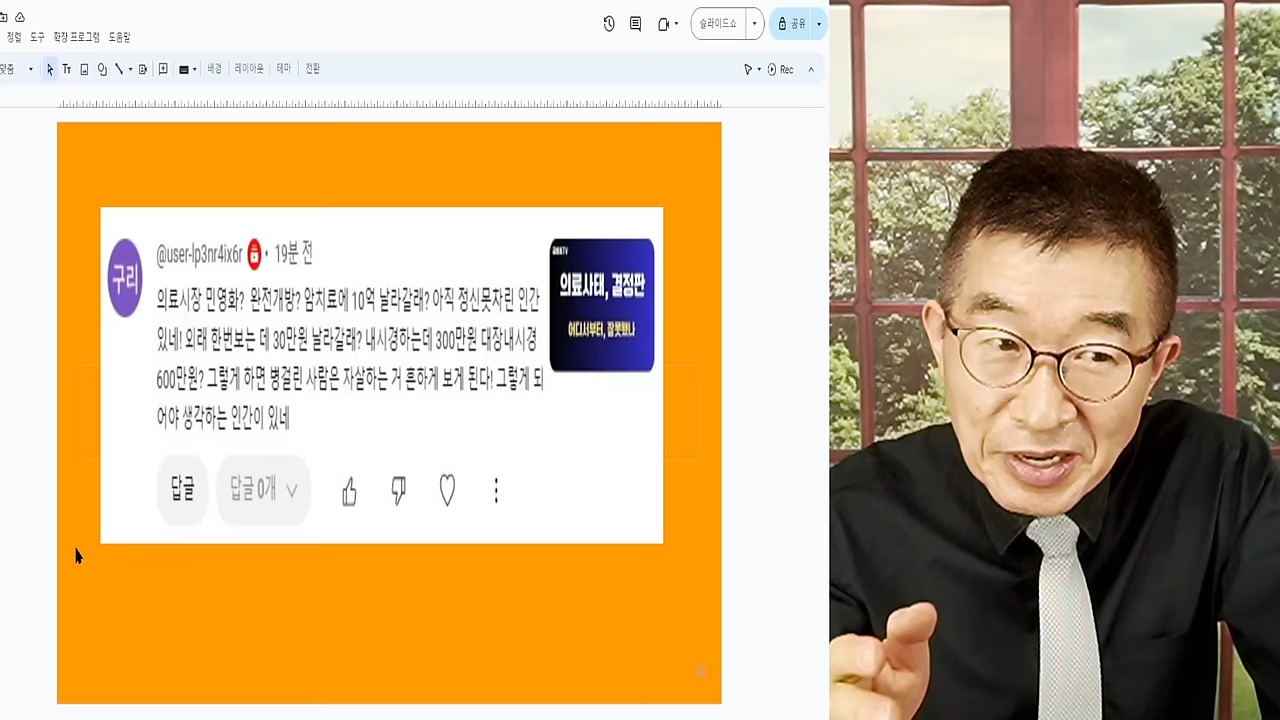 정렬 도구 확장 프로그램 도움말
슬라이드쇼
공유
맞춤
배경 레이아웃 테마 전환
Rec
구리
@user-lp3nr4ix6r · 19분 전
의료시장 민영화? 완전개방? 암치료에 10억 날라갈래? 아직 정신못자린 인간
있네! 외래 한번보는 데 30만원 날라갈래? 내시경하는데 300만원 대장내시경
600만원? 그렇게 하면 병걸린 사람은 자살하는 거 흔하게 보게 된다! 그렇게 되
어야 생각하는 인간이 있네
의료사태, 결정판
어디서부터, 잘못됐나
답글
답글 0개